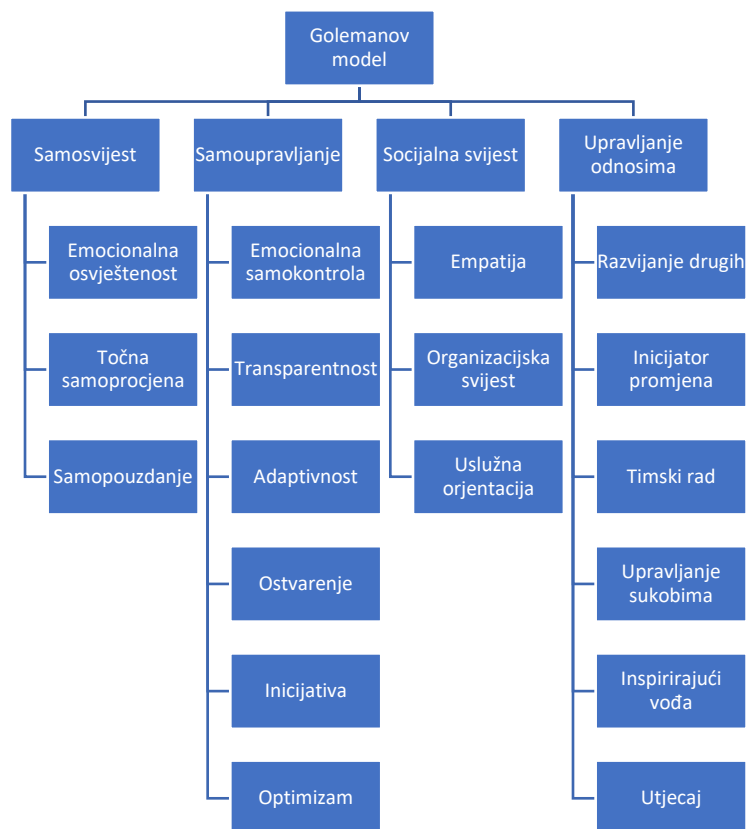 Golemanov
model
Samosvijest
Samoupravljanje
Socijalna svijest
Upravljanje
odnosima
Emocionalna
osvještenost
Točna
samoprocjena
Samopouzdanje
Emocionalna
samokontrola
Transparentnost
Adaptivnost
Ostvarenje
Inicijativa
Optimizam
Empatija
Organizacijska
svijest
Uslužna
orjentacija
Razvijanje drugih
Inicijator
promjena
Timski rad
Upravljanje
sukobima
Inspirirajući
vođa
Utjecaj